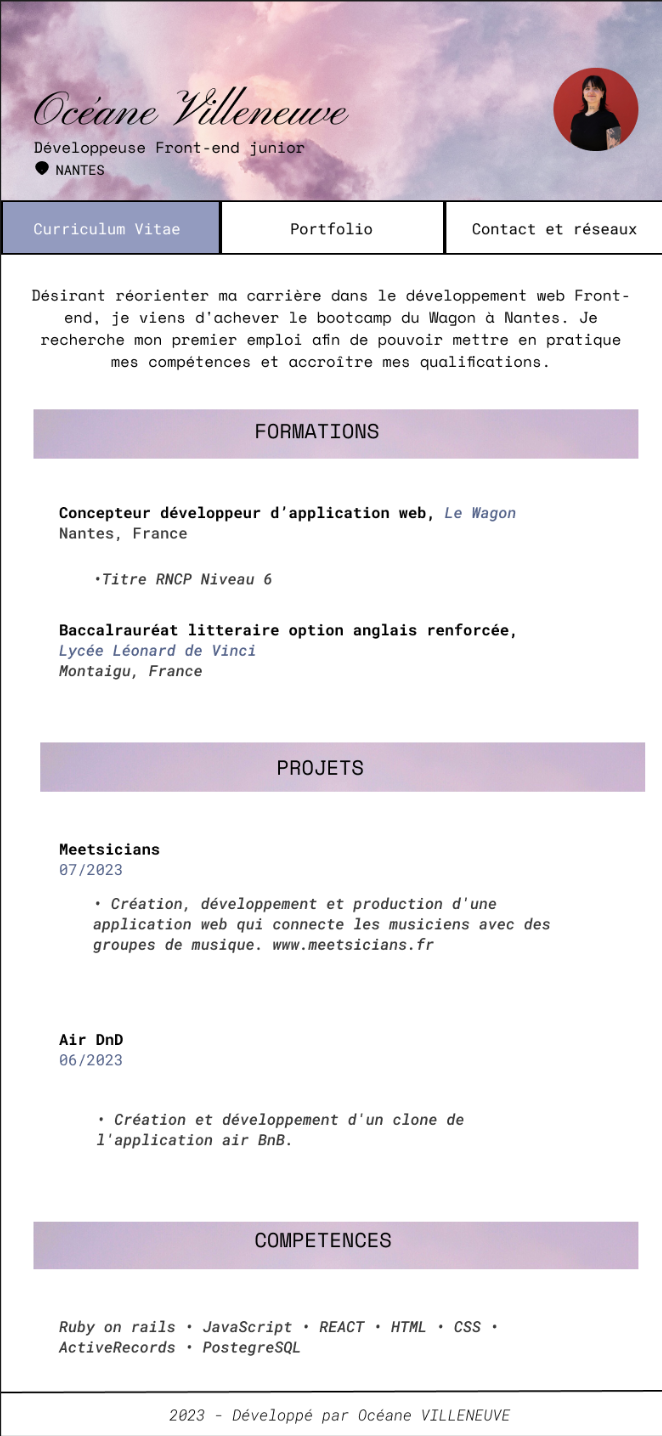 Océane Villeneuve
Développeuse Front-end junior
NANTES
Curriculum Vitae
Portfolio
Contact et réseaux
Désirant réorienter ma carrière dans le développement web Front-
end, je viens d'achever le bootcamp du Wagon à Nantes. Je
recherche mon premier emploi afin de pouvoir mettre en pratique
mes compétences et accroître mes qualifications.
FORMATIONS
Concepteur développeur d'application web, Le Wagon
Nantes, France
•Titre RNCP Niveau 6
Baccalrauréat litteraire option anglais renforcée,
Lycée Léonard de Vinci
Montaigu, France
PROJETS
Meetsicians
07/2023
• Création, développement et production d'une
application web qui connecte les musiciens avec des
groupes de musique. www.meetsicians.fr
Air DnD
06/2023
• Création et développement d'un clone de
l'application air BnB.
COMPETENCES
Ruby on rails • JavaScript • REACT • HTML • CSS •
ActiveRecords • PostegreSQL
2023 - Développé par Océane VILLENEUVE